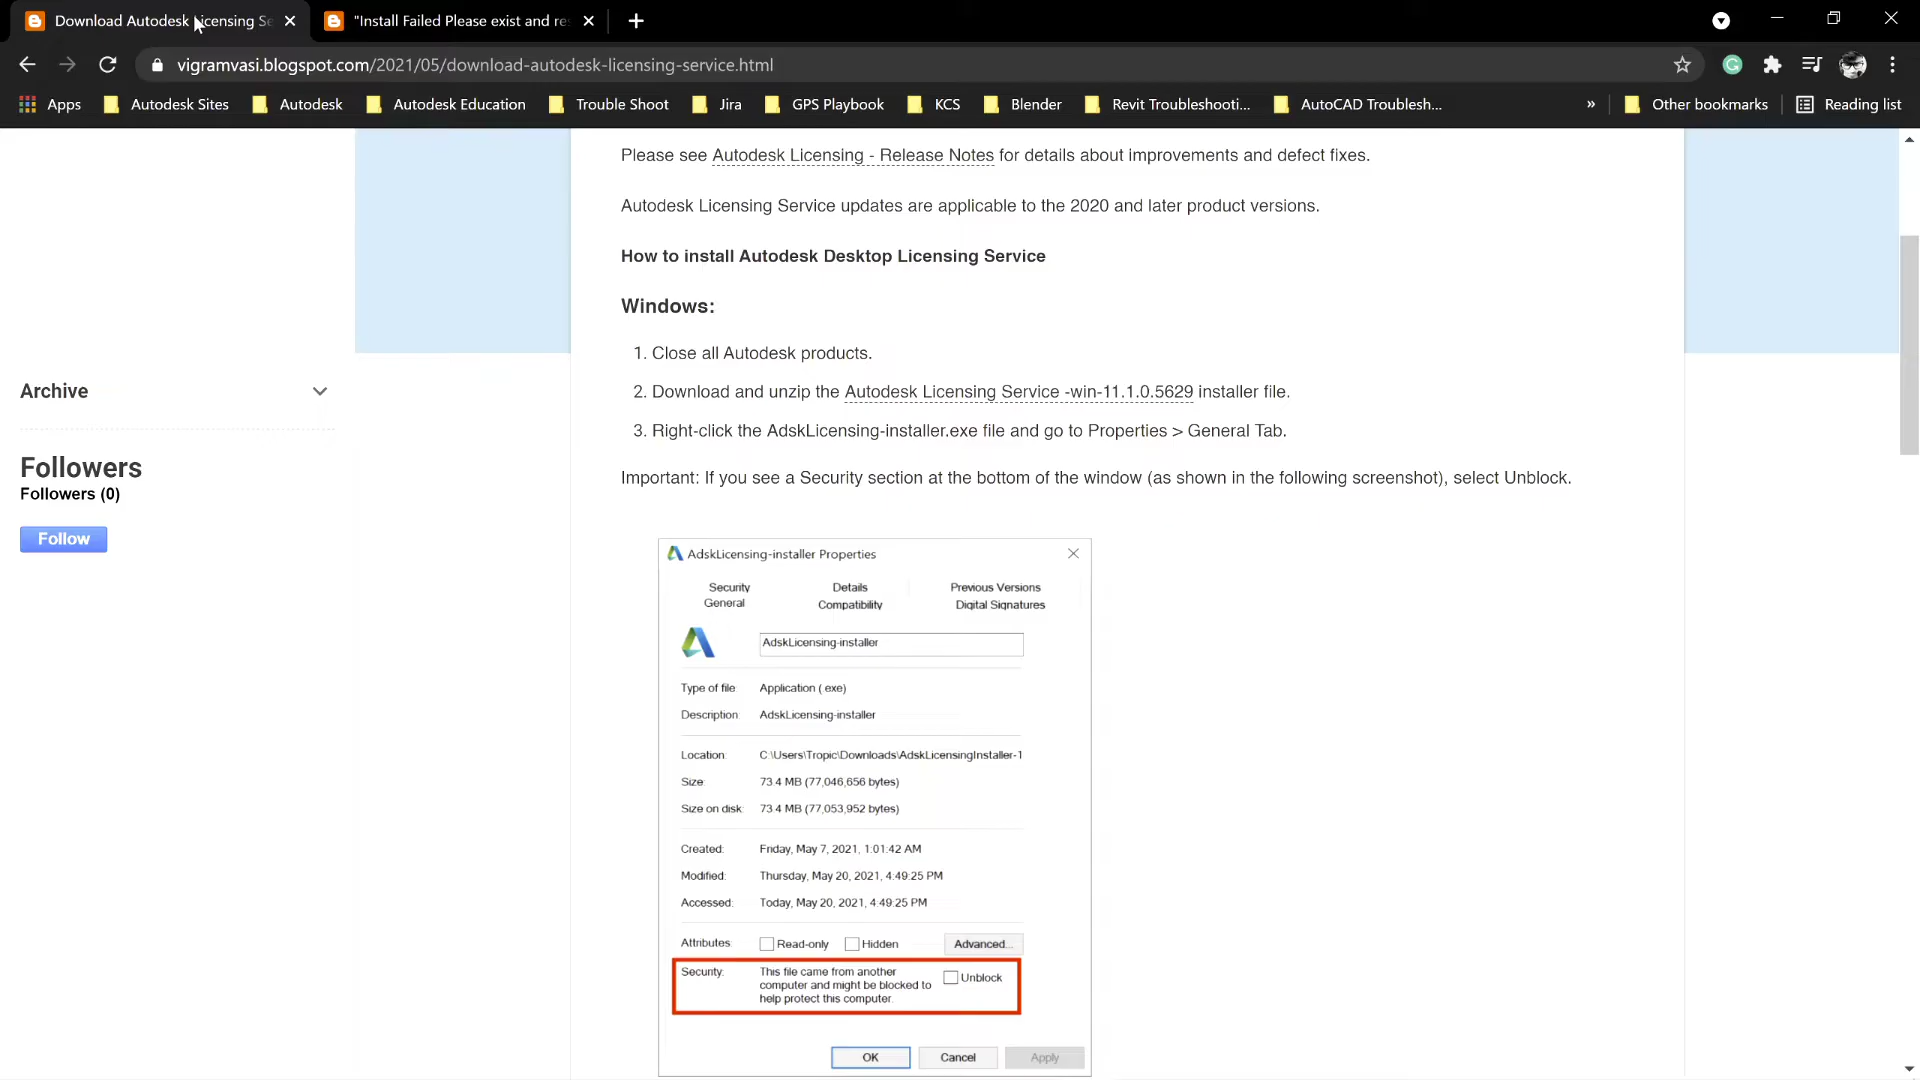 Download Autodesk Licensing Se
"Install Failed Please exist and re
vigramvasi.blogspot.com/2021/05/download-autodesk-licensing-service.html
Apps Autodesk Sites Autodesk Autodesk Education Trouble Shoot Jira GPS Playbook KCS Blender Revit Troubleshooti... AutoCAD Troublesh... » Other bookmarks Reading list
Please see Autodesk Licensing - Release Notes for details about improvements and defect fixes.
Autodesk Licensing Service updates are applicable to the 2020 and later product versions.
How to install Autodesk Desktop Licensing Service
Windows:
1. Close all Autodesk products.
2. Download and unzip the Autodesk Licensing Service -win-11.1.0.5629 installer file.
3. Right-click the AdskLicensing-installer.exe file and go to Properties > General Tab.
Important: If you see a Security section at the bottom of the window (as shown in the following screenshot), select Unblock.
Archive
Followers
Followers (0)
Follow
AdskLicensing-installer Properties
Security Details Previous Versions
General Compatibility Digital Signatures
AdskLicensing-installer
Type of file: Application (.exe)
Description: AdskLicensing-installer
Location: C:\Users\Tropic\Downloads\AdskLicensingInstaller-1
Size: 73.4 MB (77,046,656 bytes)
Size on disk: 73.4 MB (77,053,952 bytes)
Created: Friday, May 7, 2021, 1:01:42 AM
Modified: Thursday, May 20, 2021, 4:49:25 PM
Accessed: Today, May 20, 2021, 4:49:25 PM
Attributes: Read-only Hidden Advanced...
Security: This file came from another
computer and might be blocked to
help protect this computer.
Unblock
OK Cancel Apply